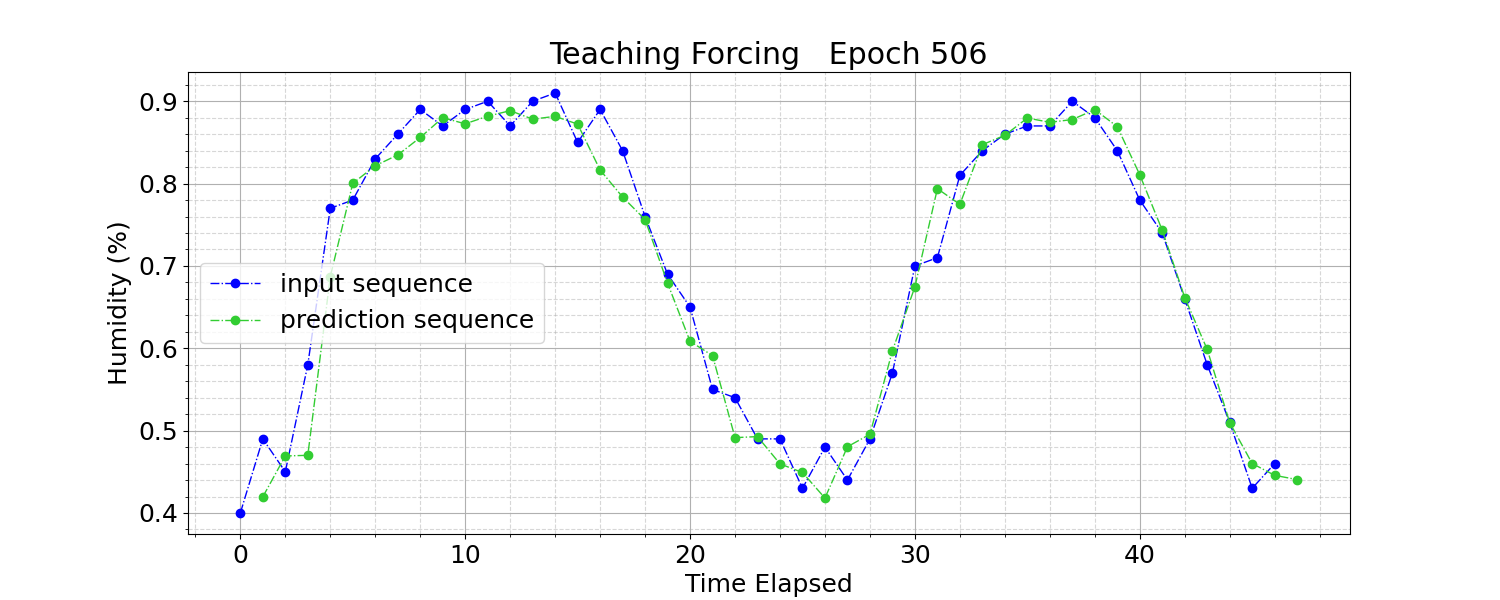 Teaching Forcing   Epoch 506
0.9
0.8
0.7
0.6
0.5
0.4
Humidity (%)
input sequence
prediction sequence
0 10 20 30 40
Time Elapsed